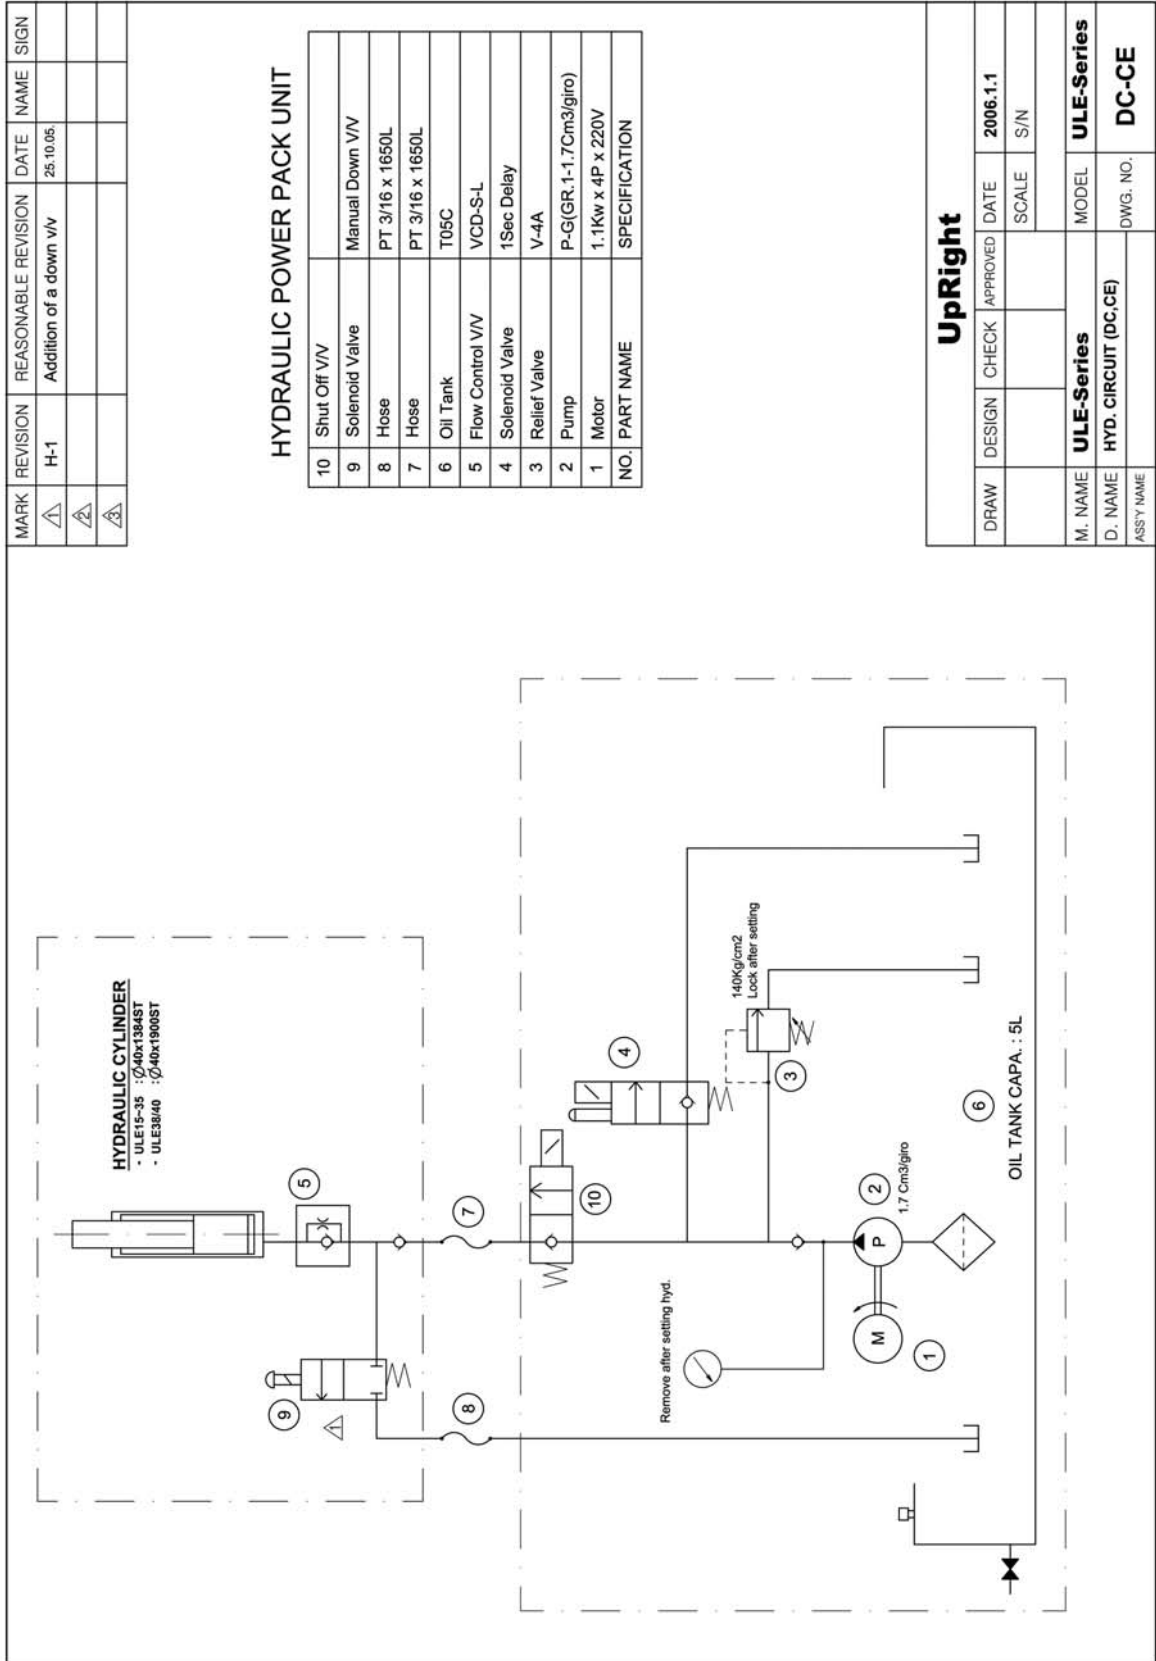 MARK REVISION REASONABLE REVISION DATE NAME SIGN
1 H-1 Addition of a down v/v 25.10.05.
2
3
HYDRAULIC POWER PACK UNIT
10 Shut Off V/V
9 Solenoid Valve Manual Down V/V
8 Hose PT 3/16 x 1650L
7 Hose PT 3/16 x 1650L
6 Oil Tank T05C
5 Flow Control V/V VCD-S-L
4 Solenoid Valve 1Sec Delay
3 Relief Valve V-4A
2 Pump P-G(GR.1-1.7Cm3/giro)
1 Motor 1.1Kw x 4P x 220V
NO. PART NAME SPECIFICATION
HYDRAULIC CYLINDER
- ULE15~35 :Ø40x1384ST
- ULE38/40 :Ø40x1900ST
5
9
1
7
8
10
4
140Kg/cm2
Lock after setting
3
Remove after setting hyd.
P
2
1.7 Cm3/giro
M
1
6
OIL TANK CAPA. : 5L
UpRight
DRAW DESIGN CHECK APPROVED DATE 2006.1.1
SCALE S/N
M. NAME ULE-Series MODEL ULE-Series
D. NAME HYD. CIRCUIT (DC,CE) DWG. NO. DC-CE
ASS'Y NAME